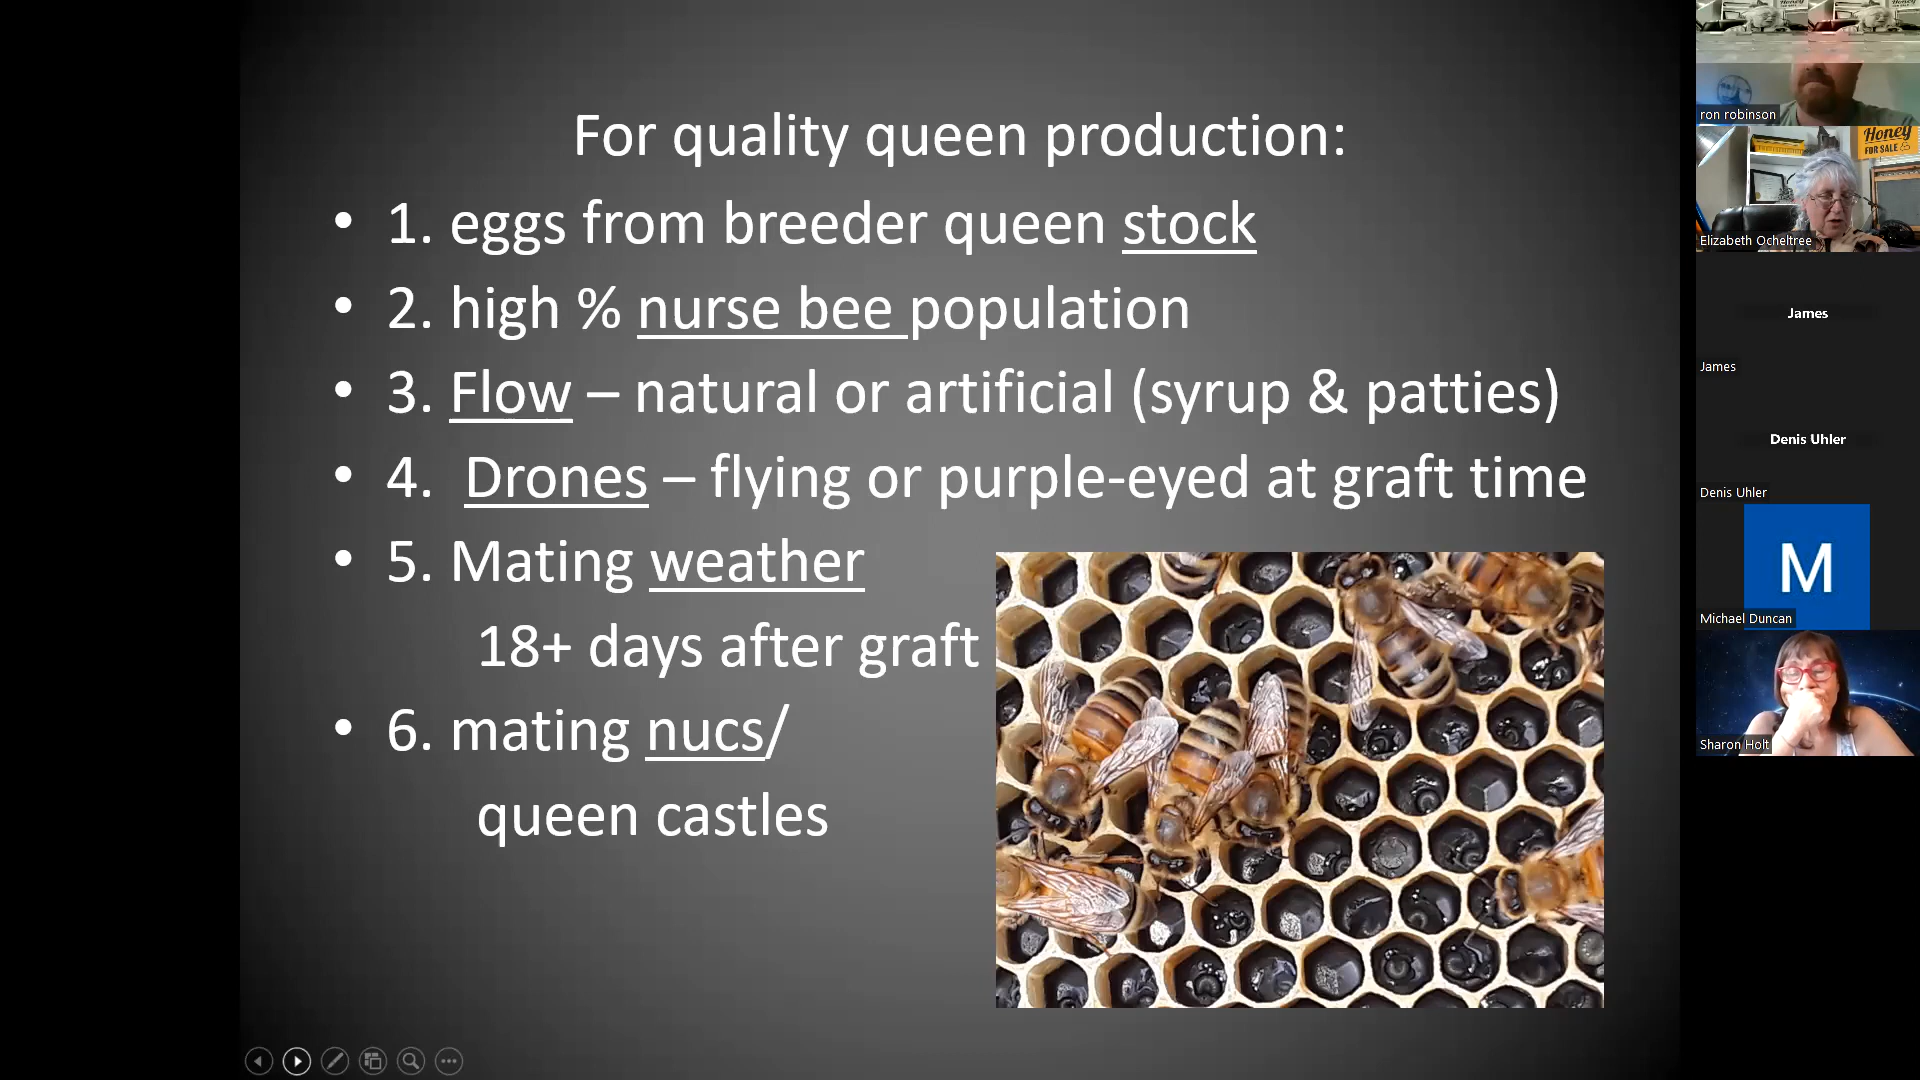 For quality queen production:
• 1. eggs from breeder queen stock
• 2. high % nurse bee population
• 3. Flow – natural or artificial (syrup & patties)
• 4. Drones – flying or purple-eyed at graft time
• 5. Mating weather
18+ days after graft
• 6. mating nucs/
queen castles
Honey
ron robinson
Honey
FOR SALE
Elizabeth Ocheltree
James
James
Denis Uhler
Denis Uhler
M
Michael Duncan
Sharon Holt